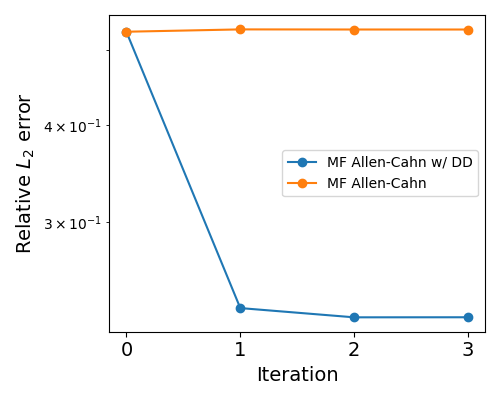 Relative $L_2$ error
4 × 10⁻¹
3 × 10⁻¹
MF Allen-Cahn w/ DD
MF Allen-Cahn
0 1 2 3
Iteration